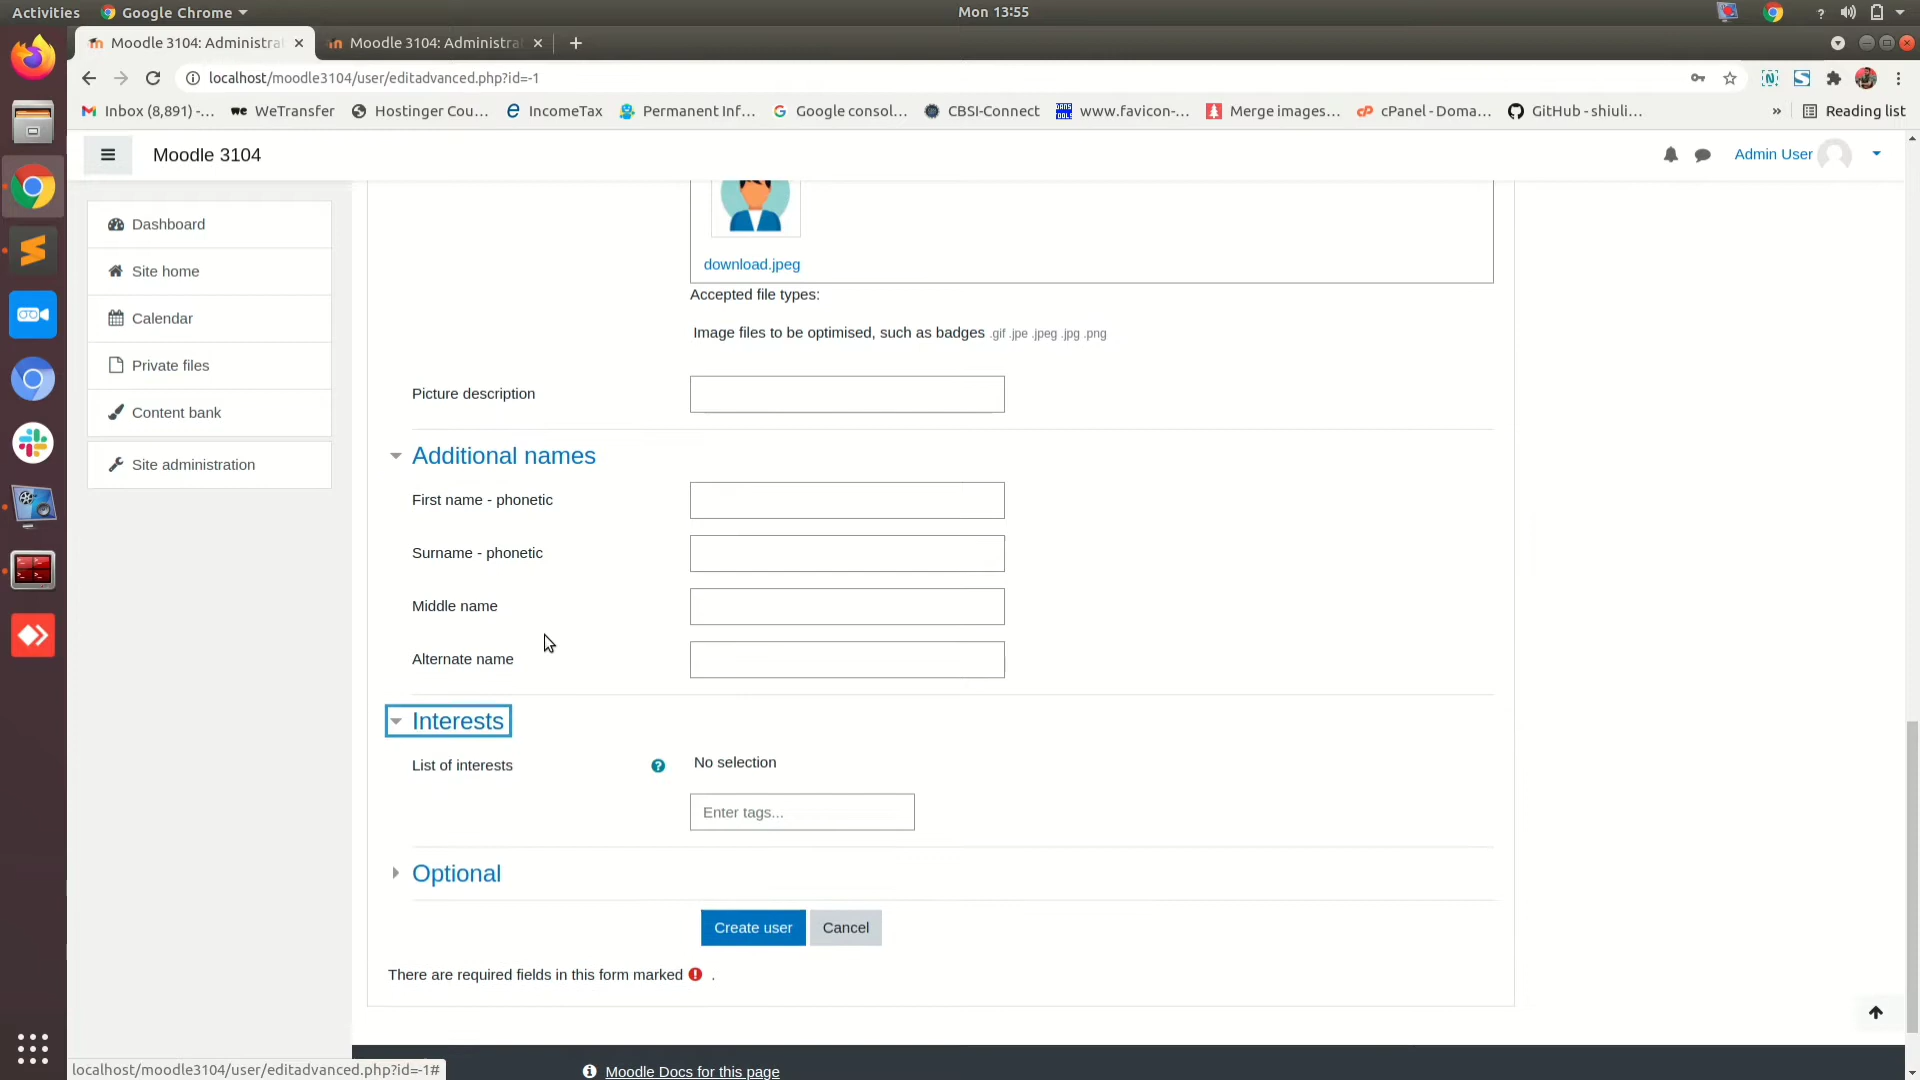 Activities
Google Chrome
Mon 13:55
?
Moodle 3104: Administra
Moodle 3104: Administra
localhost/moodle3104/user/editadvanced.php?id=-1
Inbox (8,891) -...
WeTransfer
Hostinger Cou...
IncomeTax
Permanent Inf...
Google consol...
CBSI-Connect
www.favicon-...
Merge images...
cPanel - Doma...
GitHub - shiuli...
»
Reading list
Moodle 3104
Admin User
Dashboard
Site home
Calendar
Private files
Content bank
Site administration
download.jpeg
Accepted file types:
Image files to be optimised, such as badges .gif .jpe .jpeg .jpg .png
Picture description
Additional names
First name - phonetic
Surname - phonetic
Middle name
Alternate name
Interests
List of interests
?
No selection
Enter tags...
Optional
Create user
Cancel
There are required fields in this form marked ! .
localhost/moodle3104/user/editadvanced.php?id=-1#
Moodle Docs for this page